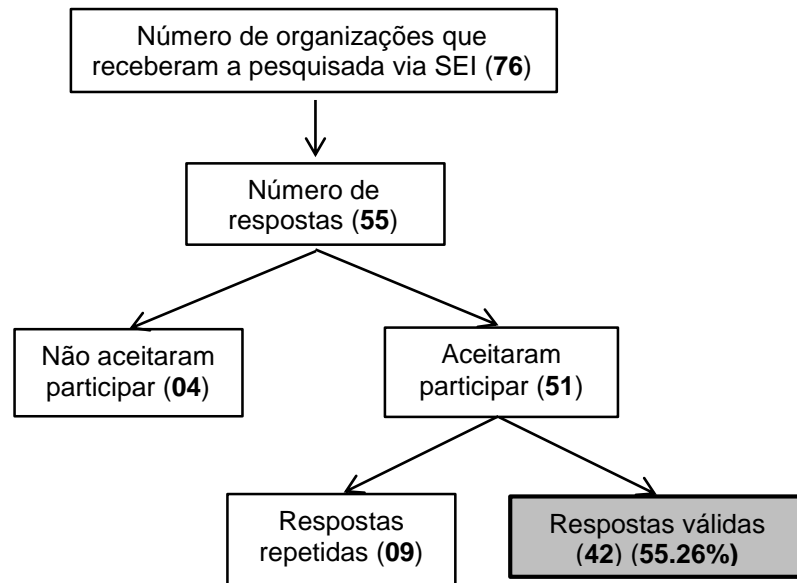 Número de organizações que
receberam a pesquisada via SEI (76)
Número de
respostas (55)
Não aceitaram
participar (04)
Aceitaram
participar (51)
Respostas
repetidas (09)
Respostas válidas
(42) (55.26%)